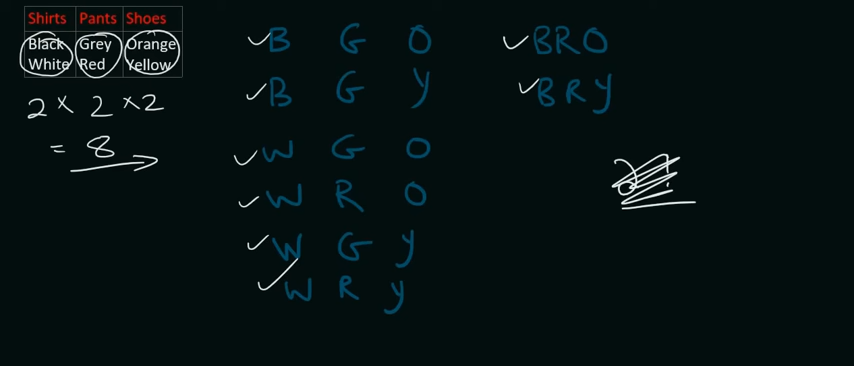 Shirts Pants Shoes
Black Grey Orange
White Red Yellow
2 × 2 × 2
= 8
B G O
B G Y
W G O
W R O
W G Y
W R Y
BRO
BRY